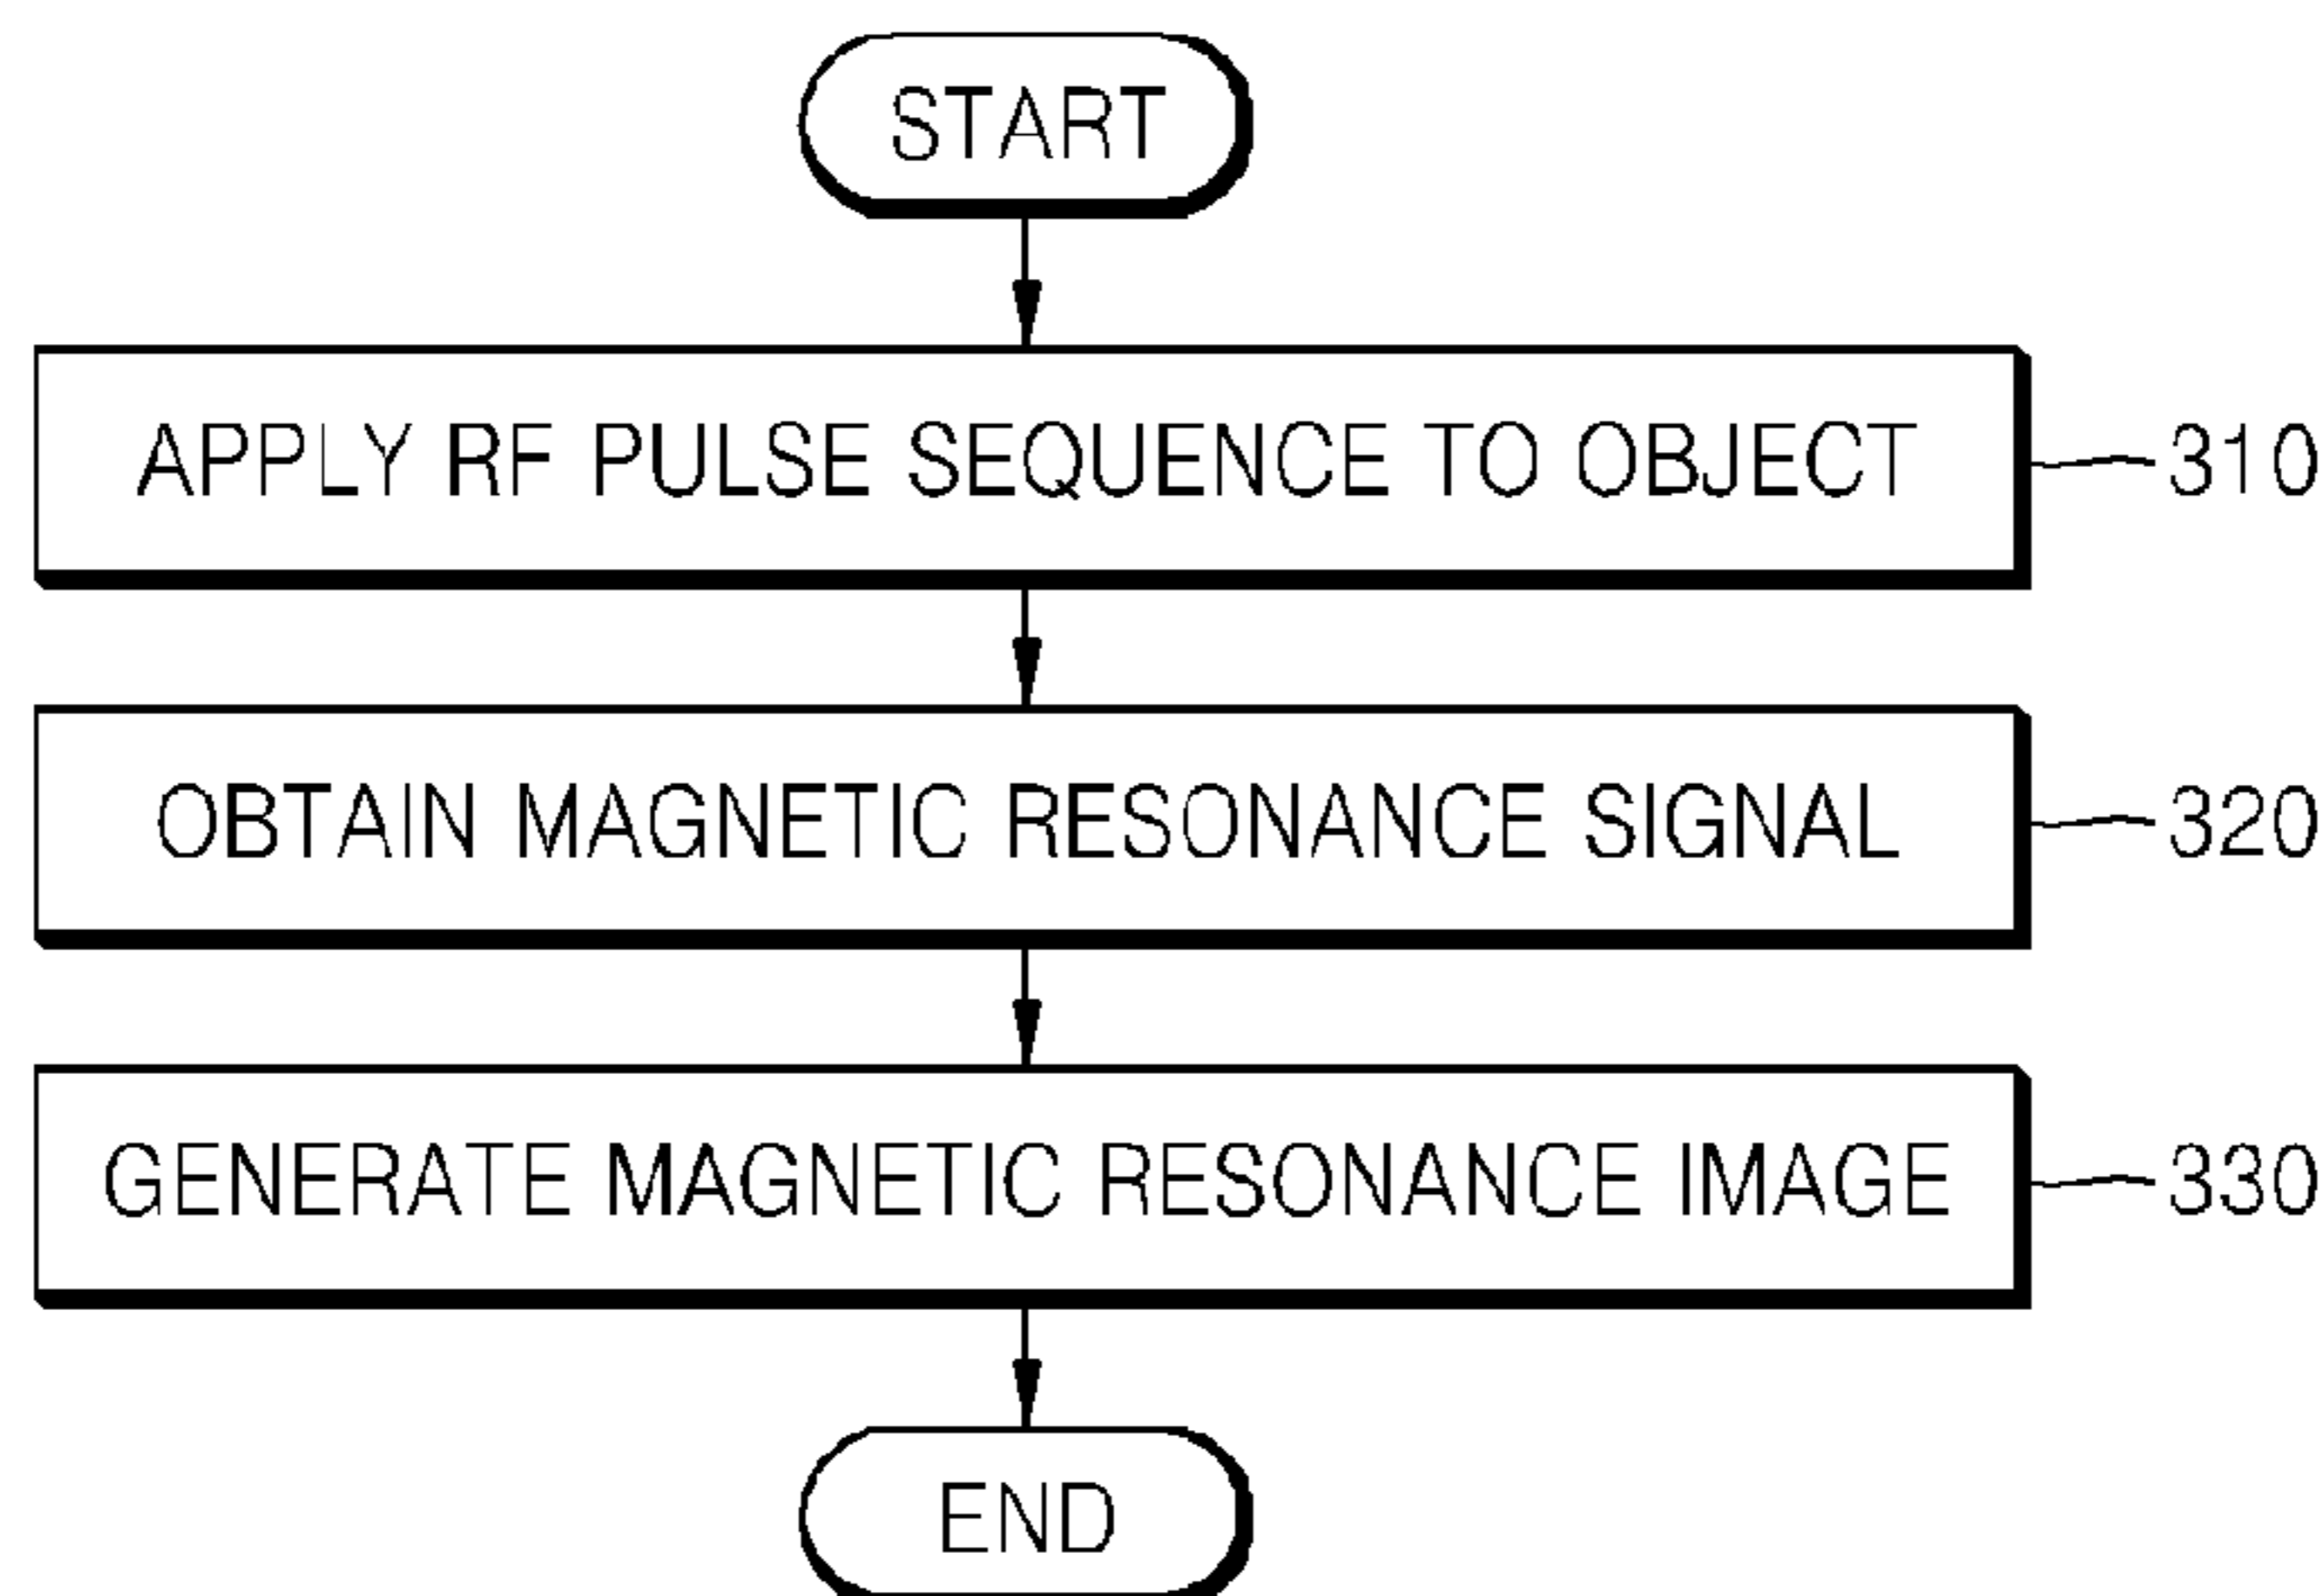 START
APPLY RF PULSE SEQUENCE TO OBJECT
310
OBTAIN MAGNETIC RESONANCE SIGNAL
320
GENERATE MAGNETIC RESONANCE IMAGE
330
END